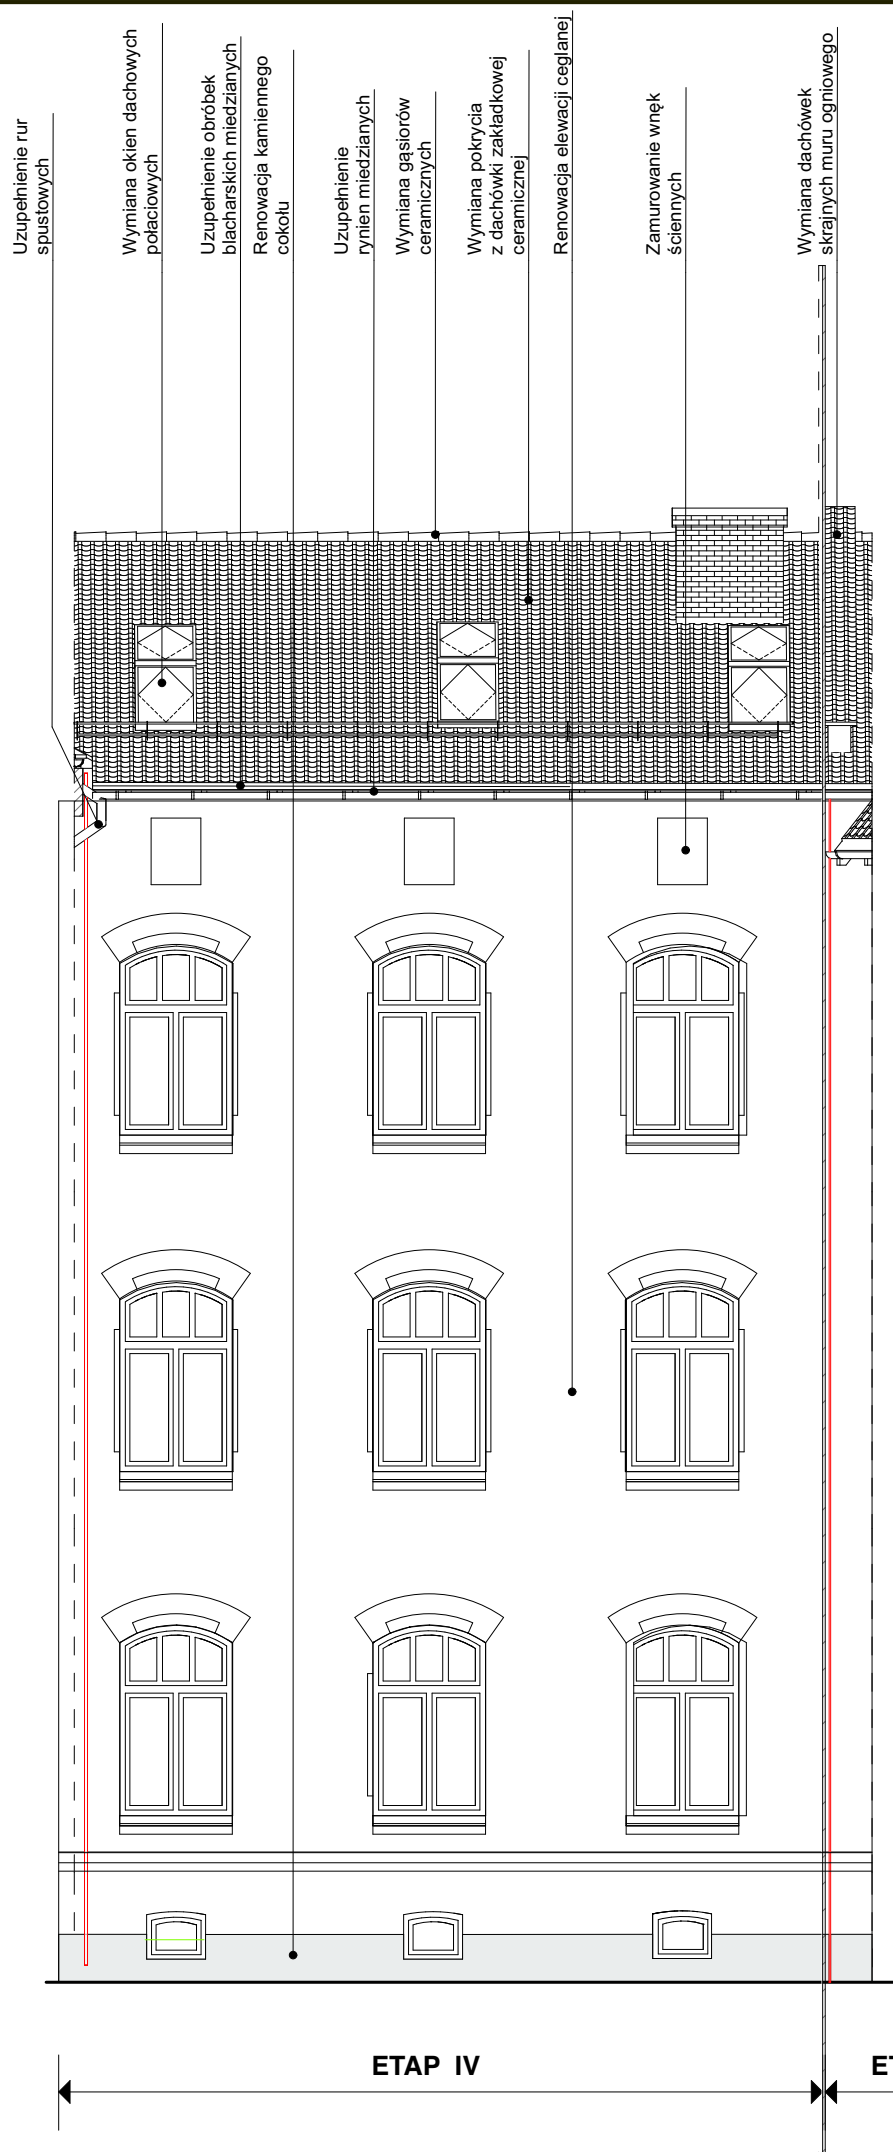 Uzupełnienie rur
spustowych
Wymiana okien dachowych
połaciowych
Uzupełnienie obróbek
blacharskich miedzianych
Renowacja kamiennego
cokołu
Uzupełnienie
rynien miedzianych
Wymiana gąsiorów
ceramicznych
Wymiana pokrycia
z dachówki zakładkowej
ceramicznej
Renowacja elewacji ceglanej
Zamurowanie wnęk
ściennych
Wymiana dachówek
skrajnych muru ogniowego
ETAP IV
ET